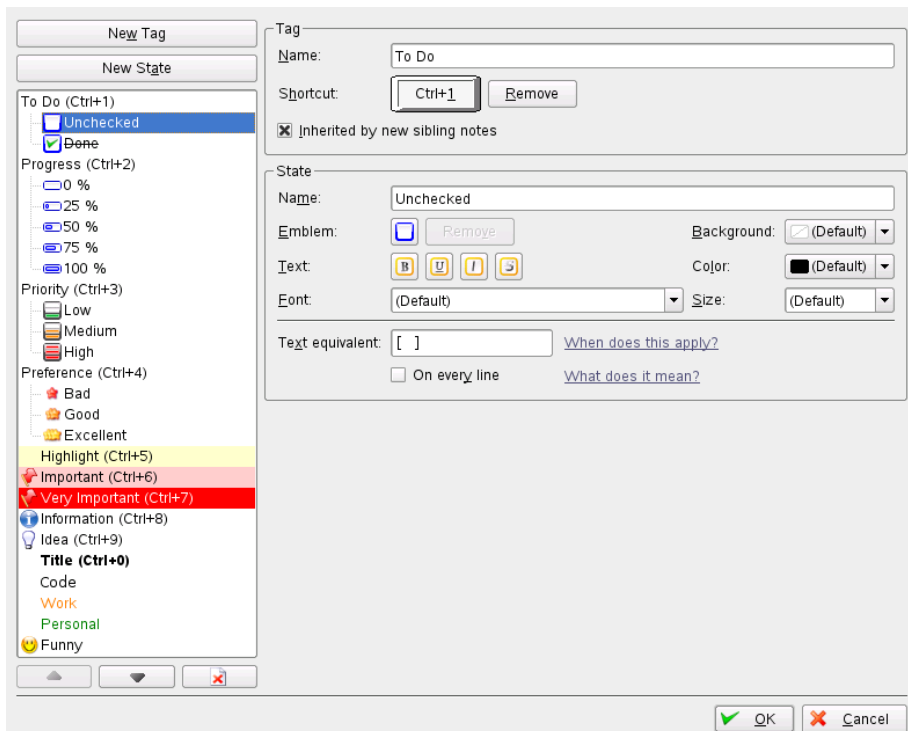 New Tag
New State
To Do (Ctrl+1)
Unchecked
Done
Progress (Ctrl+2)
0 %
25 %
50 %
75 %
100 %
Priority (Ctrl+3)
Low
Medium
High
Preference (Ctrl+4)
Bad
Good
Excellent
Highlight (Ctrl+5)
Important (Ctrl+6)
Very Important (Ctrl+7)
Information (Ctrl+8)
Idea (Ctrl+9)
Title (Ctrl+0)
Code
Work
Personal
Funny
Tag
Name: To Do
Shortcut: Ctrl+1 Remove
Inherited by new sibling notes
State
Name: Unchecked
Emblem: Remove Background: (Default)
Text: B U I S Color: (Default)
Font: (Default) Size: (Default)
Text equivalent: [ ] When does this apply?
On every line What does it mean?
OK Cancel